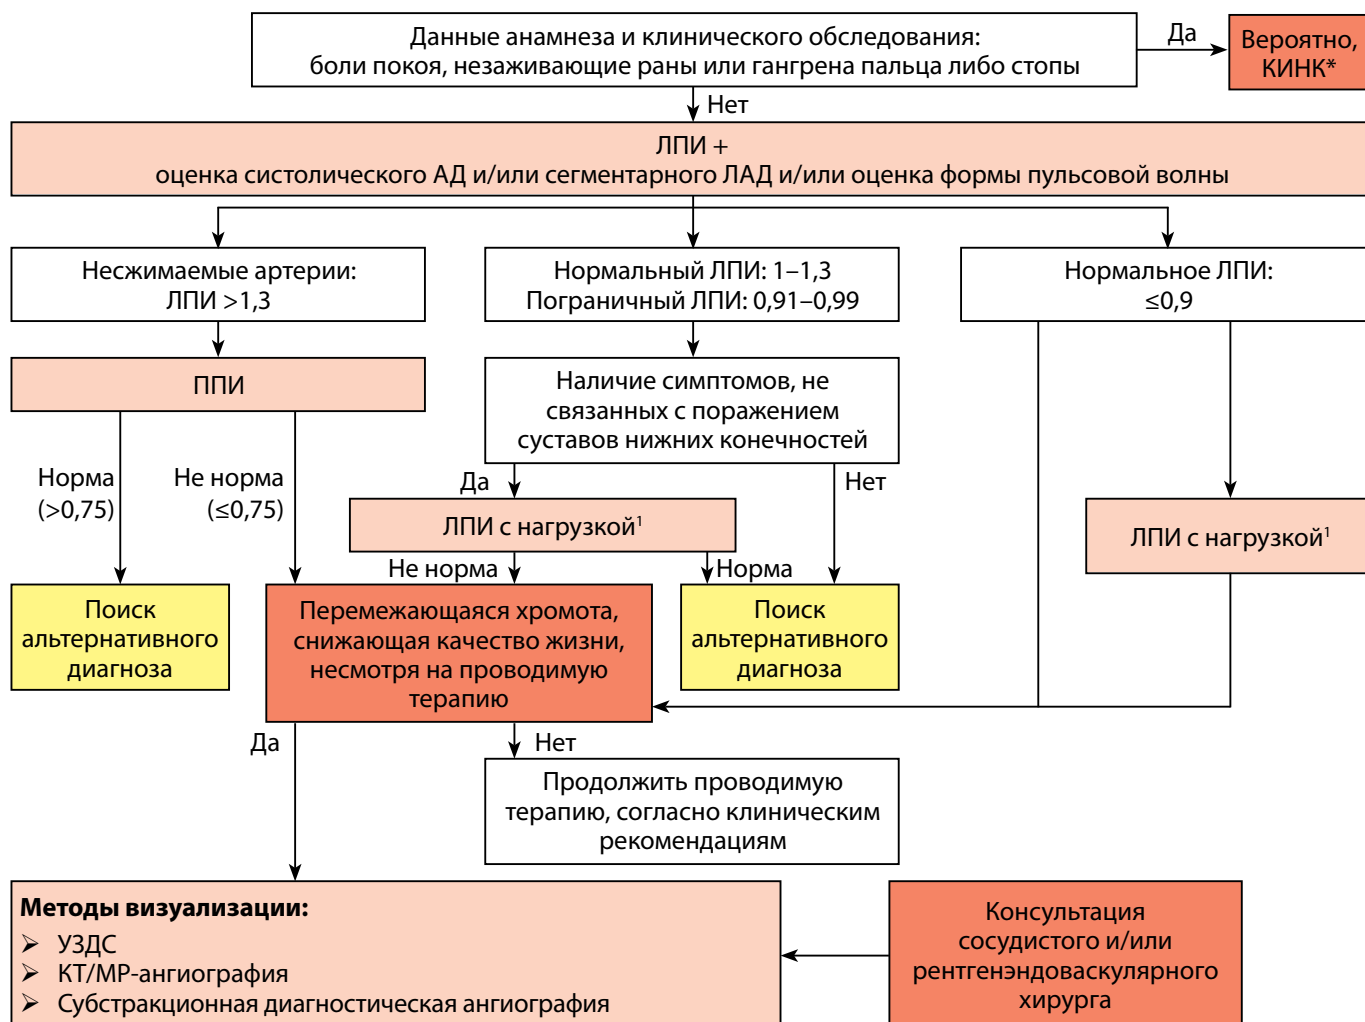 Данные анамнеза и клинического обследования:
боли покоя, незаживающие раны или гангрена пальца либо стопы
Да
Вероятно,
КИНК*
Нет
ЛПИ +
оценка систолического АД и/или сегментарного ЛАД и/или оценка формы пульсовой волны
Несжимаемые артерии:
ЛПИ >1,3
Нормальный ЛПИ: 1–1,3
Пограничный ЛПИ: 0,91–0,99
Нормальное ЛПИ:
≤0,9
ППИ
Наличие симптомов, не
связанных с поражением
суставов нижних конечностей
Норма
(>0,75)
Не норма
(≤0,75)
Да
Нет
ЛПИ с нагрузкой¹
ЛПИ с нагрузкой¹
Не норма
Норма
Поиск
альтернативного
диагноза
Перемежающаяся хромота,
снижающая качество жизни,
несмотря на проводимую
терапию
Поиск
альтернативного
диагноза
Да
Нет
Продолжить проводимую
терапию, согласно клиническим
рекомендациям
Методы визуализации:
➢ УЗДС
➢ КТ/МР-ангиография
➢ Субстракционная диагностическая ангиография
Консультация
сосудистого и/или
рентгенэндоваскулярного
хирурга